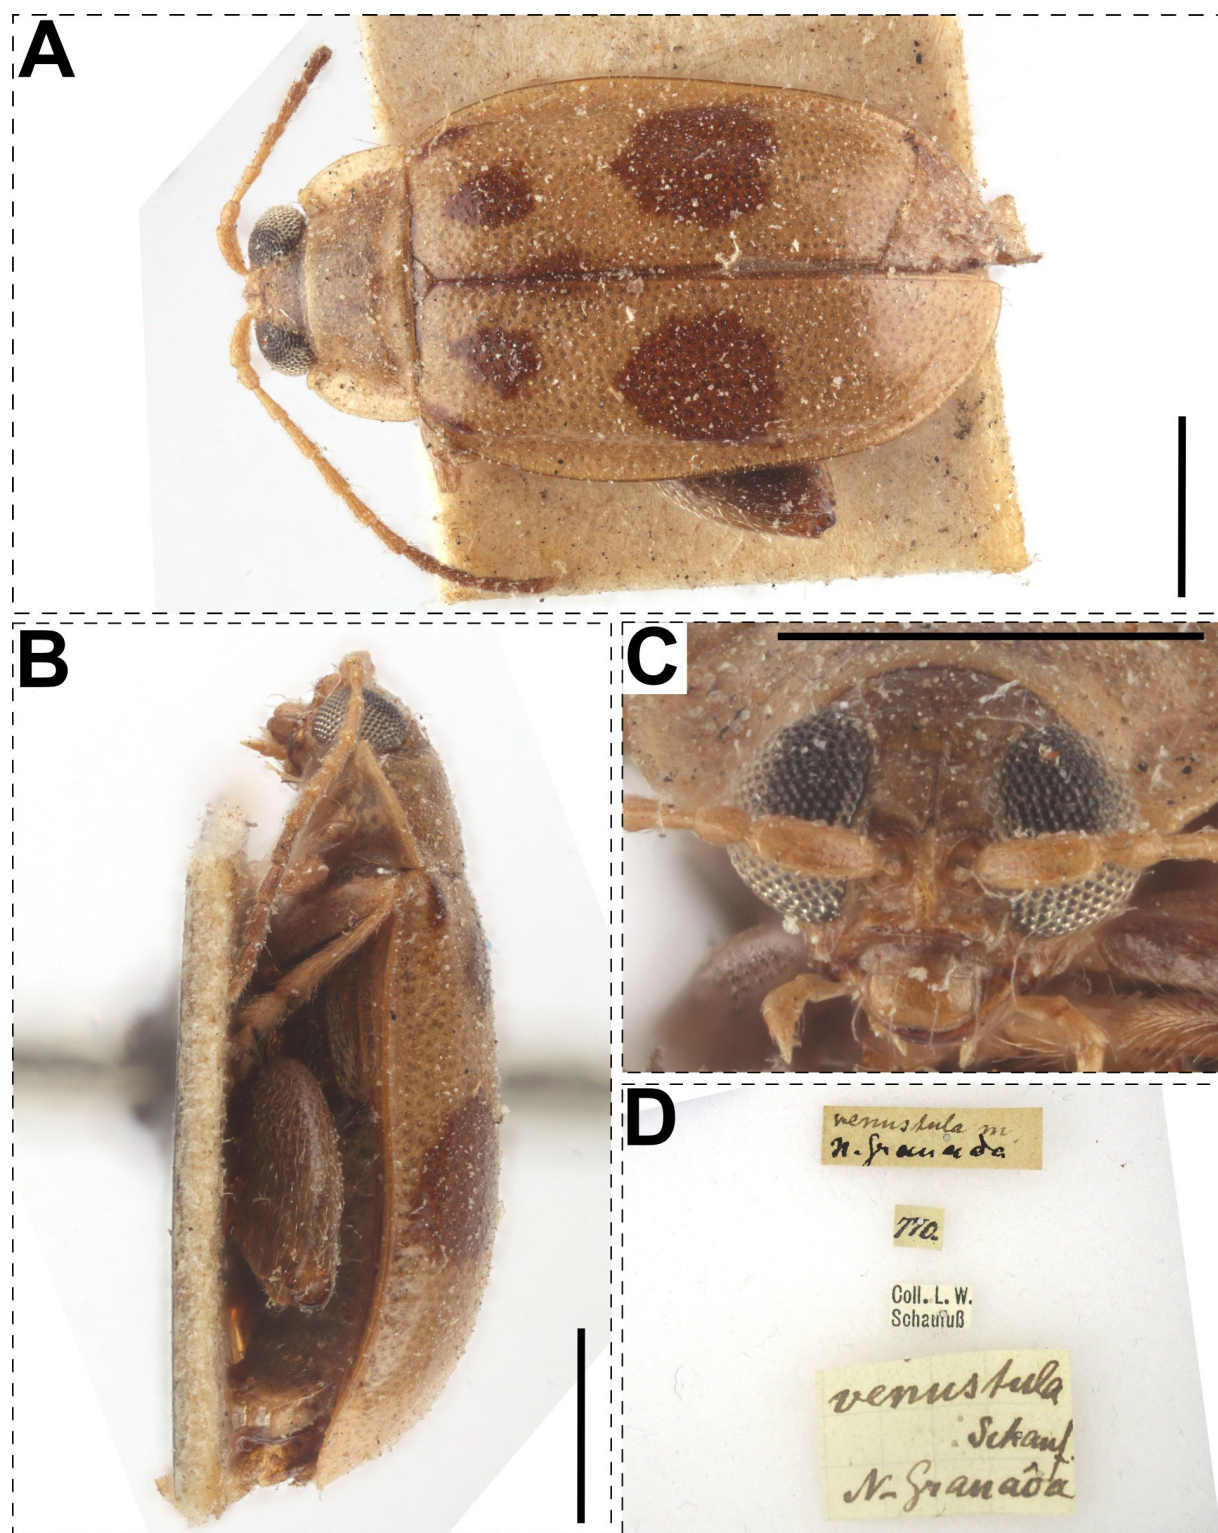 A
B
C
D
venustula m.
N. Granada
770.
Coll. L. W.
Schaufuß
venustula
Schauf.
N- Granada